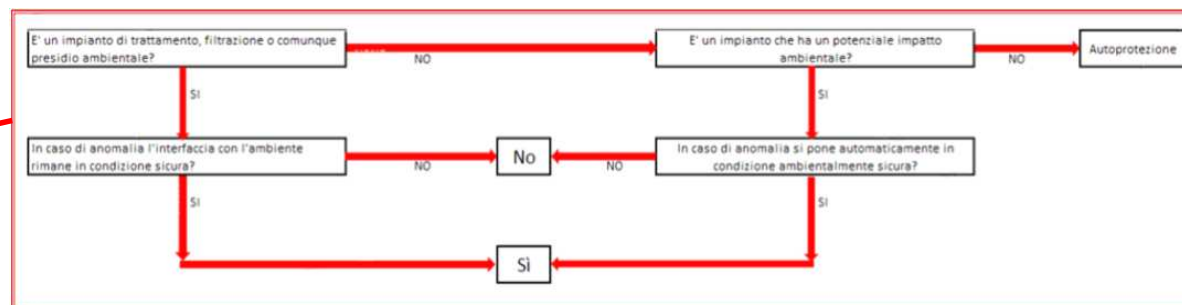 E' un impianto di trattamento, filtrazione o comunque
presidio ambientale?
NO
E' un impianto che ha un potenziale impatto
ambientale?
NO
Autoprotezione
SI
SI
In caso di anomalia l'interfaccia con l'ambiente
rimane in condizione sicura?
NO
No
NO
In caso di anomalia si pone automaticamente in
condizione ambientalmente sicura?
SI
SI
Sì